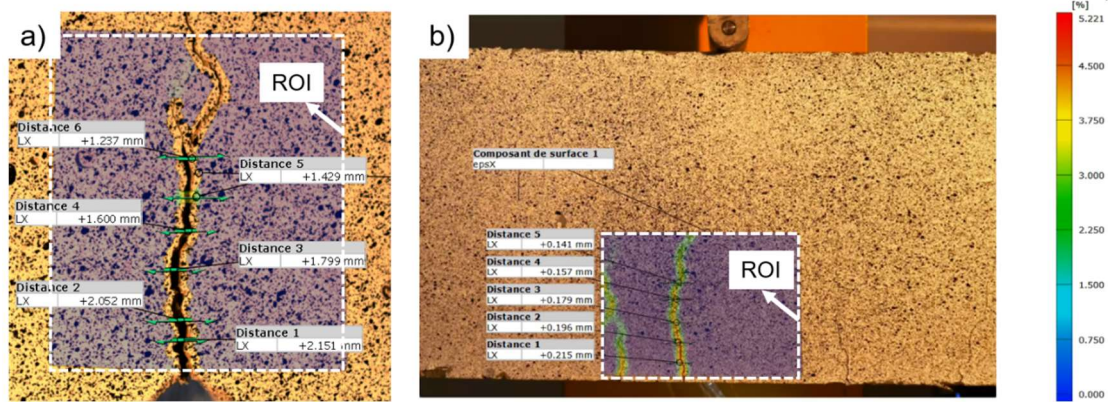 a)
ROI
Distance 6
LX +1.237 mm
Distance 5
LX +1.429 mm
Distance 4
LX +1.600 mm
Distance 3
LX +1.799 mm
Distance 2
LX +2.052 mm
Distance 1
LX +2.151 mm
b)
Composant de surface 1
epsX
Distance 5
LX +0.141 mm
Distance 4
LX +0.157 mm
Distance 3
LX +0.179 mm
Distance 2
LX +0.196 mm
Distance 1
LX +0.215 mm
ROI
[%]
5.221
4.500
3.750
3.000
2.250
1.500
0.750
0.000